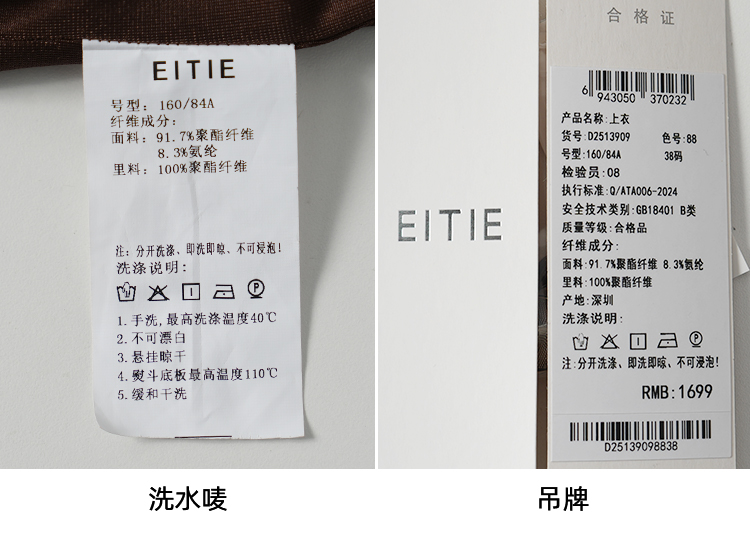 EITIE
号型: 160/84A
纤维成分:
面料: 91.7%聚酯纤维
8.3%氨纶
里料: 100%聚酯纤维
注: 分开洗涤、即洗即晾、不可浸泡!
洗涤说明:
1.手洗,最高洗涤温度40℃
2.不可漂白
3.悬挂晾干
4.熨斗底板最高温度110℃
5.缓和干洗
洗水唛
EITIE
合格证
6 943050 370232
产品名称:上衣
货号:D2513909 色号:88
号型:160/84A 38码
检验员:08
执行标准:Q/ATA006-2024
安全技术类别:GB18401 B类
质量等级:合格品
纤维成分:
面料:91.7%聚酯纤维 8.3%氨纶
里料:100%聚酯纤维
产地:深圳
洗涤说明:
注:分开洗涤、即洗即晾、不可浸泡!
RMB:1699
D25139098838
吊牌